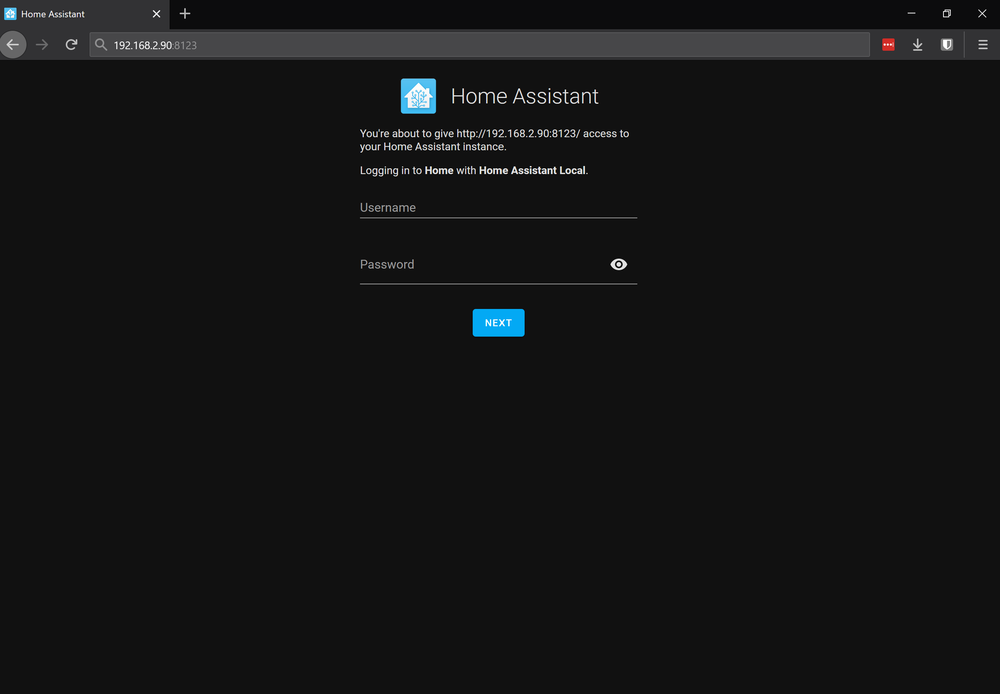 Home Assistant
192.168.2.90:8123
Home Assistant
You're about to give http://192.168.2.90:8123/ access to
your Home Assistant instance.
Logging in to Home with Home Assistant Local.
Username
Password
NEXT